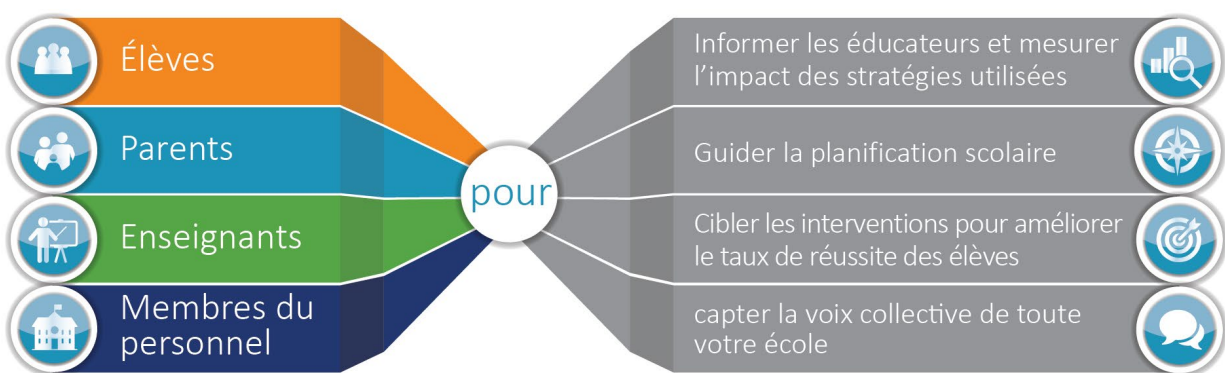 Élèves
Parents
Enseignants
Membres du
personnel
pour
Informer les éducateurs et mesurer
l'impact des stratégies utilisées
Guider la planification scolaire
Cibler les interventions pour améliorer
le taux de réussite des élèves
capter la voix collective de toute
votre école